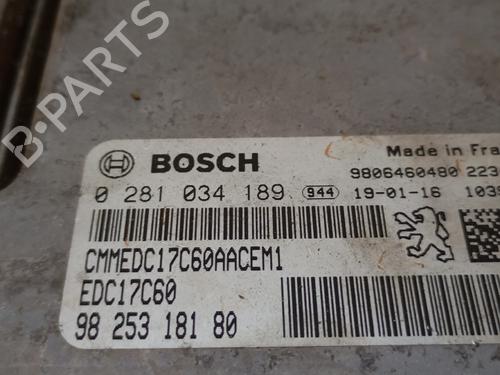 B-PARTS
BOSCH
Made in Fra
9806460480 223
0 281 034 189 944 19-01-16 103
CMMEDC17C60AACEM1
EDC17C60
98 253 181 80